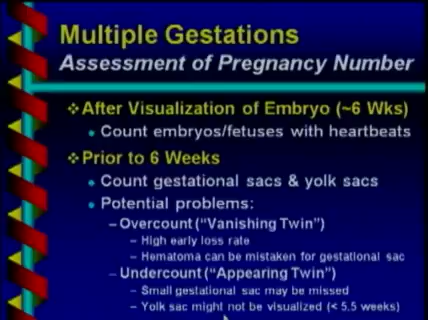 Multiple Gestations
Assessment of Pregnancy Number
After Visualization of Embryo (~6 Wks)
Count embryos/fetuses with heartbeats
Prior to 6 Weeks
Count gestational sacs & yolk sacs
Potential problems:
– Overcount ("Vanishing Twin")
– High early loss rate
– Hematoma can be mistaken for gestational sac
– Undercount ("Appearing Twin")
– Small gestational sac may be missed
– Yolk sac might not be visualized (< 5.5 weeks)